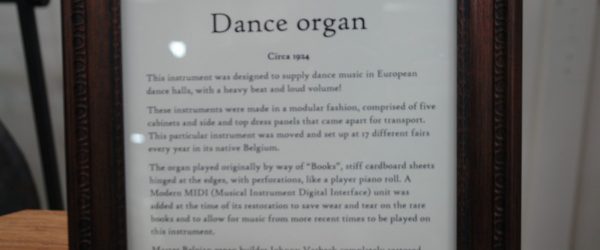 Dance organ
Circa 1924
This instrument was designed to supply dance music in European
dance halls, with a heavy beat and loud volume!
These instruments were made in a modular fashion, comprised of five
cabinets and side and top dress panels that came apart for transport.
This particular instrument was moved and set up at 17 different fairs
every year in its native Belgium.
The organ played originally by way of "Books", stiff cardboard sheets
hinged at the edges, with perforations, like a player piano roll. A
Modern MIDI (Musical Instrument Digital Interface) unit was
added at the time of its restoration to save wear and tear on the rare
books and to allow for music from more recent times to be played on
this instrument.
Belgian organ builder Johnny completely restored